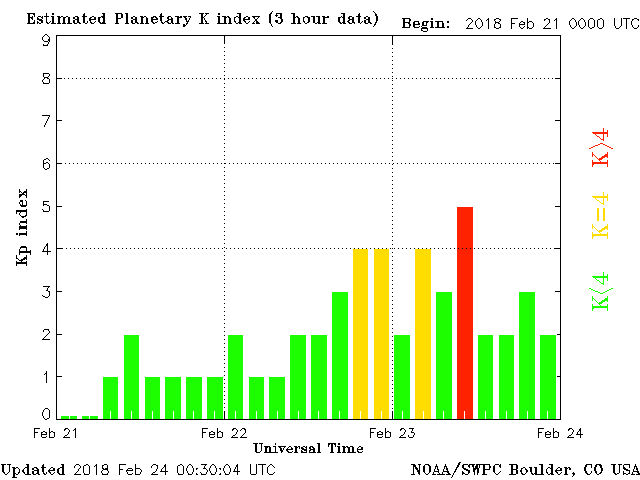 Estimated Planetary K index (3 hour data) Begin: 2018 Feb 21 0000 UTC
9
8
7
6
5
4
3
2
1
0
Kp index
K>4
K=4
K<4
Feb 21 Feb 22 Feb 23 Feb 24
Universal Time
Updated 2018 Feb 24 00:30:04 UTC NOAA/SWPC Boulder, CO USA